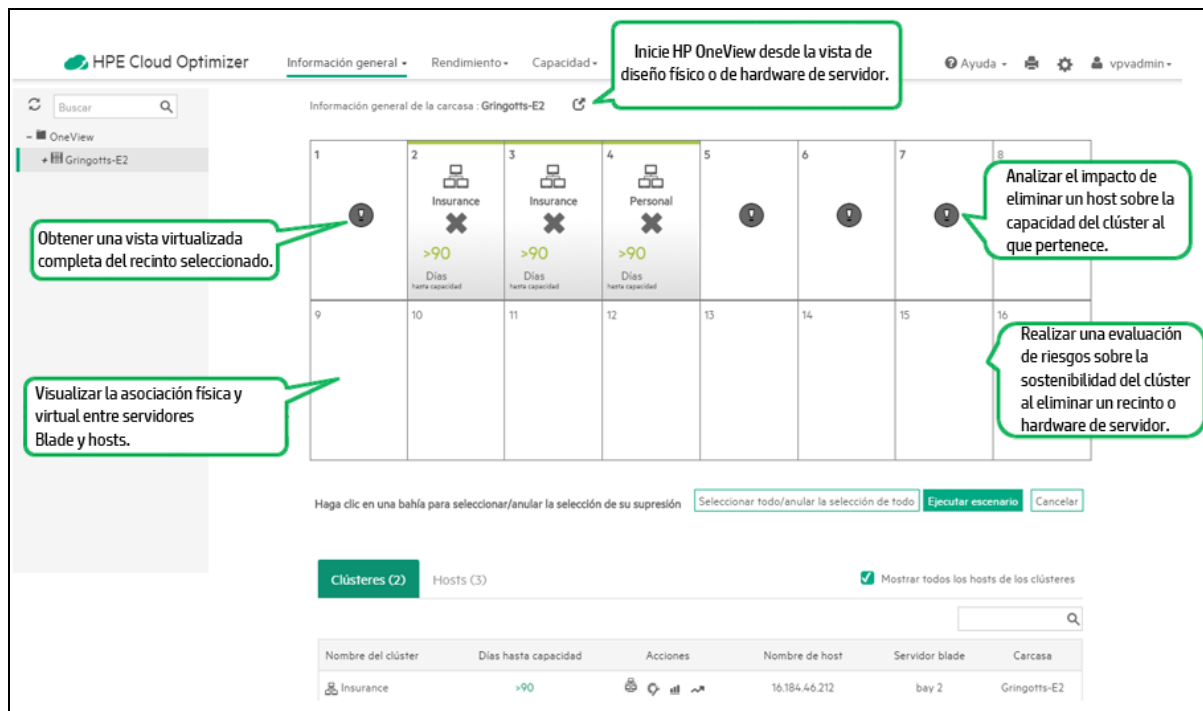 HPE Cloud Optimizer
Información general
Rendimiento
Capacidad
Inicie HP OneView desde la vista de
diseño físico o de hardware de servidor.
Ayuda
vpvadmin
Buscar
Información general de la carcasa : Gringotts-E2
OneView
Gringotts-E2
1
2
3
4
5
6
7
8
Insurance
Insurance
Personal
>90
>90
>90
Días
Días
Días
hasta capacidad
hasta capacidad
hasta capacidad
Obtener una vista virtualizada
completa del recinto seleccionado.
Analizar el impacto de
eliminar un host sobre la
capacidad del clúster al
que pertenece.
9
10
11
12
13
14
15
16
Visualizar la asociación física y
virtual entre servidores
Blade y hosts.
Realizar una evaluación
de riesgos sobre la
sostenibilidad del clúster
al eliminar un recinto o
hardware de servidor.
Haga clic en una bahía para seleccionar/anular la selección de su supresión
Seleccionar todo/anular la selección de todo
Ejecutar escenario
Cancelar
Clústeres (2)
Hosts (3)
Mostrar todos los hosts de los clústeres
Nombre del clúster
Días hasta capacidad
Acciones
Nombre de host
Servidor blade
Carcasa
Insurance
>90
16.184.46.212
bay 2
Gringotts-E2